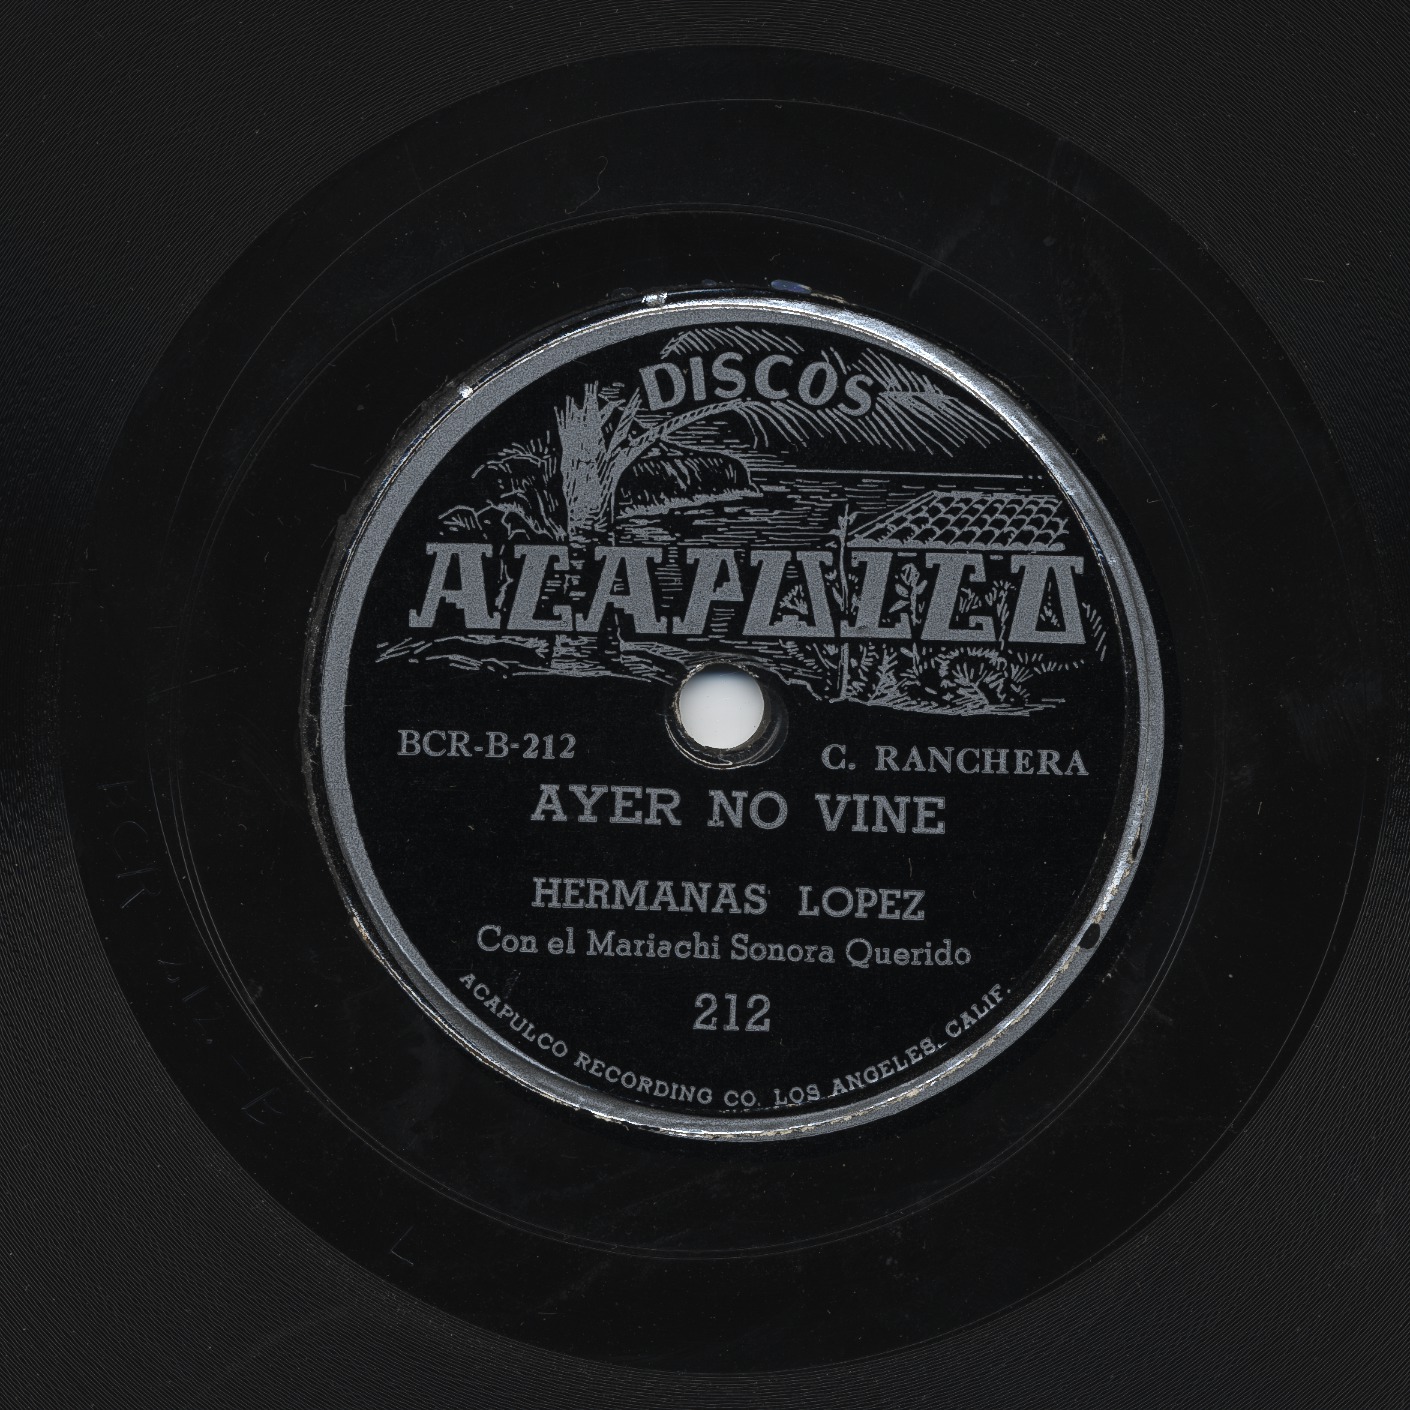 DISCOS
ACAPULCO
BCR-B-212
C. RANCHERA
AYER NO VINE
HERMANAS LOPEZ
Con el Mariachi Sonora Querido
212
ACAPULCO RECORDING CO. LOS ANGELES, CALIF.